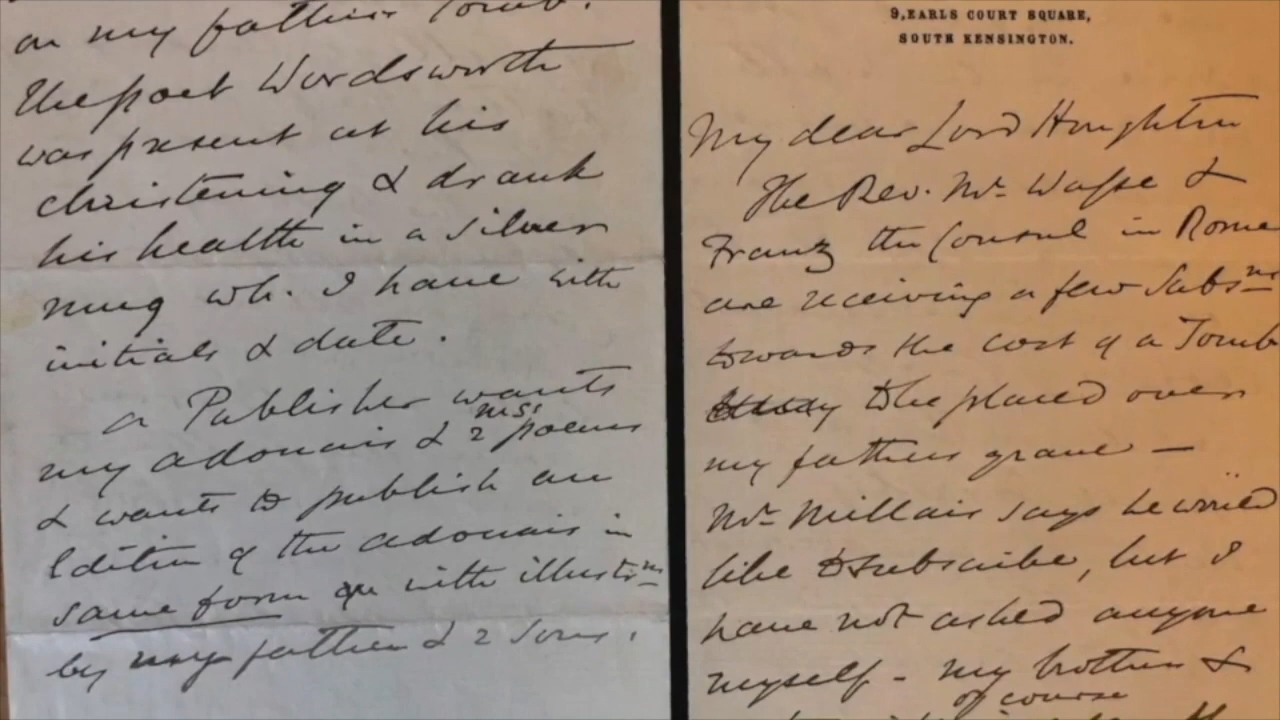 on my fathers Tomb.
The poet Wordsworth
was present at his
christening & drank
his health in a silver
mug wh. I have with
initials & date.
a Publisher wants
my adonais & 2 ms: poems
& wants to publish an
Edition of the adonais in
same form with illustns
by my father & 2 Sons.
9, EARLS COURT SQUARE,
SOUTH KENSINGTON.
My dear Lord Houghton
The Rev. Mr. Wasse &
Franz the Consul in Rome
are receiving a few Subsns
towards the cost of a Tomb
to be placed over
my fathers grave —
Mr. Millais says he would
like to subscribe, but I
have not asked anyone
myself - my brother &
of course